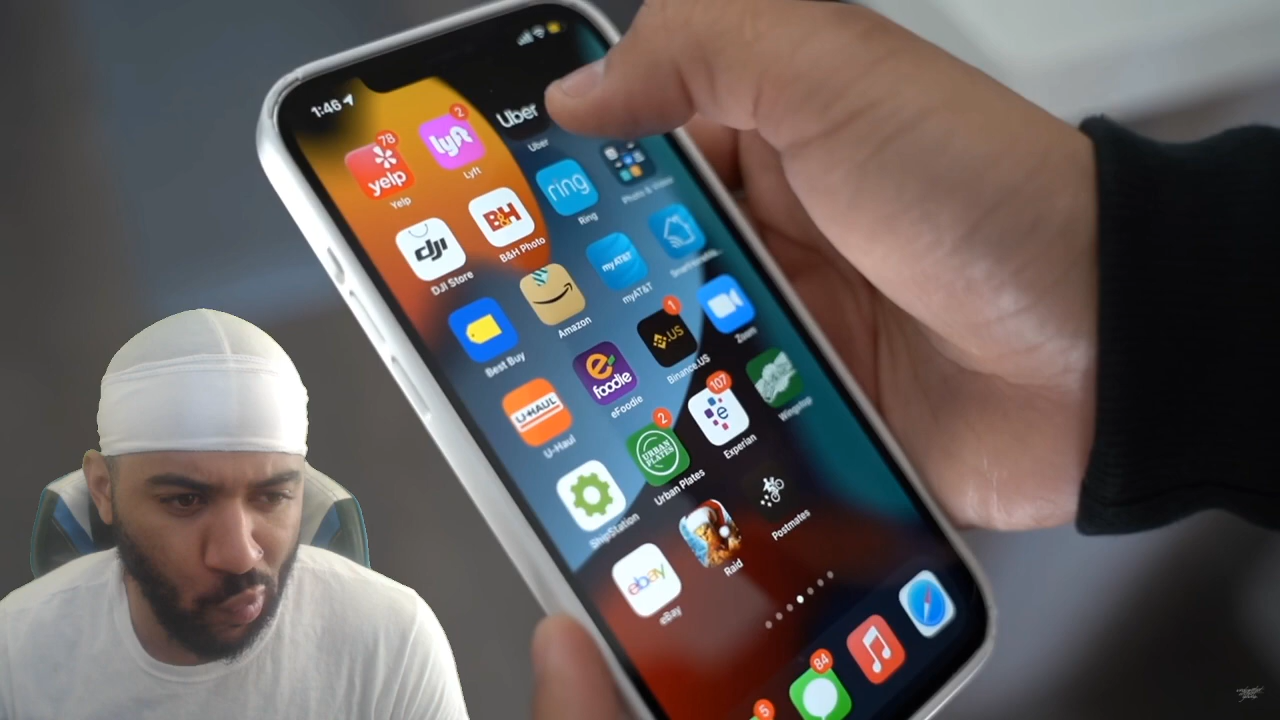 1:46
78
yelp
Yelp
2
lyft
Lyft
Uber
Uber
dji
DJI Store
B&H
B&H Photo
ring
Ring
Photo & Video
Best Buy
Amazon
myAT&T
myAT&T
U-HAUL
U-Haul
e
foodie
eFoodie
1
.US
Binance.US
Zoom
ShipStation
2
URBAN
PLATES
Urban Plates
107
e
Experian
Wingstop
ebay
eBay
Raid
Postmates
5
84